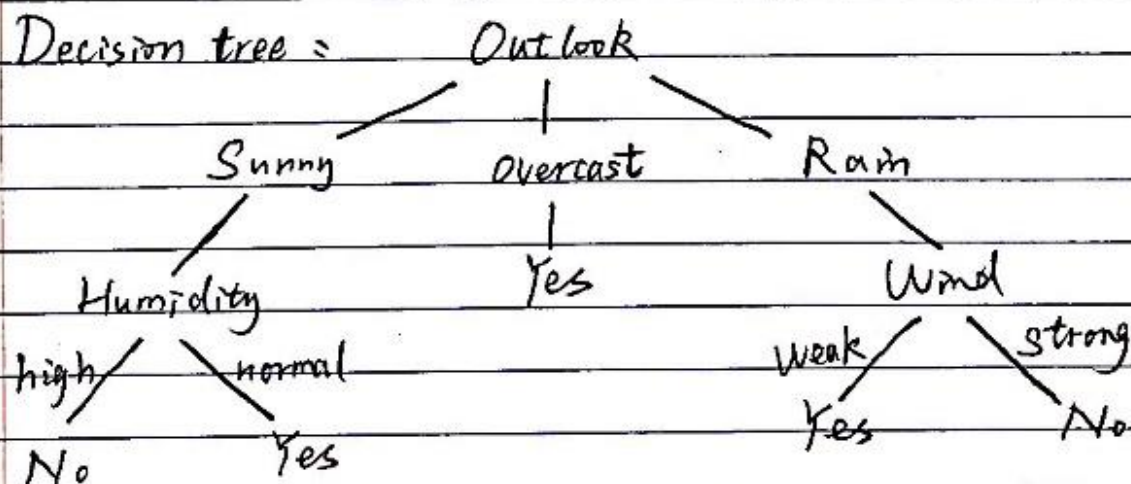 Decision tree : Outlook
Sunny overcast Rain
Humidity Yes Wind
high normal weak strong
No Yes Yes No